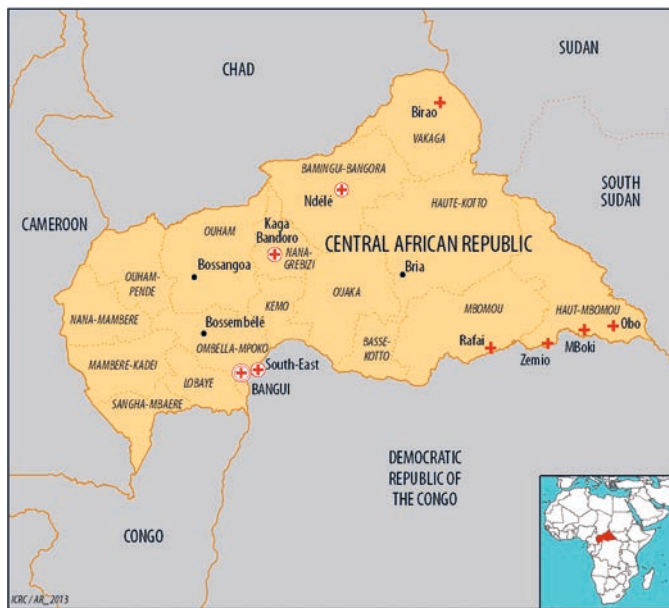 SUDAN
CHAD
Birao
VAKAGA
BAMINGUI-BANGORA
SOUTH
SUDAN
Ndélé
HAUTE-KOTTO
CAMEROON
OUHAM
Kaga
Bandoro
CENTRAL AFRICAN REPUBLIC
NANA-
GREBIZI
Bossangoa
Bria
OUHAM-
PENDE
OUAKA
NANA-MAMBERE
KEMO
MBOMOU
HAUT-MBOMOU
Bossembélé
Obo
OMBELLA-MPOKO
BASSE-
KOTTO
Rafai
Zemio
MBoki
MAMBERE-KADEI
South-East
LOBAYE
BANGUI
SANGHA-MBAERE
DEMOCRATIC
REPUBLIC OF
THE CONGO
CONGO
ICRC / AR_2013